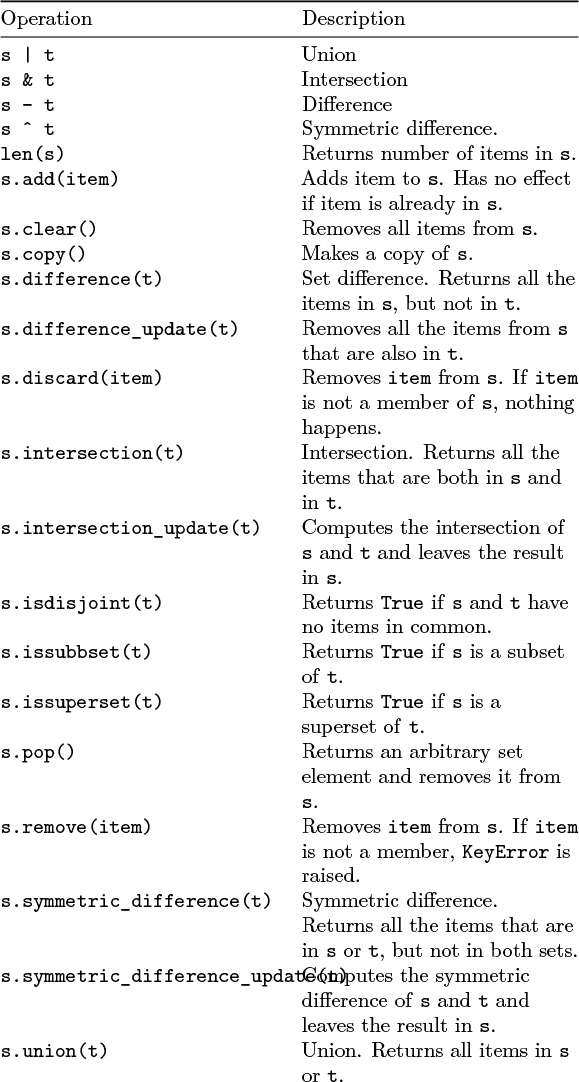 Operation Description
s | t Union
s & t Intersection
s - t Difference
s ^ t Symmetric difference.
len(s) Returns number of items in s.
s.add(item) Adds item to s. Has no effect
if item is already in s.
s.clear() Removes all items from s.
s.copy() Makes a copy of s.
s.difference(t) Set difference. Returns all the
items in s, but not in t.
s.difference_update(t) Removes all the items from s
that are also in t.
s.discard(item) Removes item from s. If item
is not a member of s, nothing
happens.
s.intersection(t) Intersection. Returns all the
items that are both in s and
in t.
s.intersection_update(t) Computes the intersection of
s and t and leaves the result
in s.
s.isdisjoint(t) Returns True if s and t have
no items in common.
s.issubbset(t) Returns True if s is a subset
of t.
s.issuperset(t) Returns True if s is a
superset of t.
s.pop() Returns an arbitrary set
element and removes it from
s.
s.remove(item) Removes item from s. If item
is not a member, KeyError is
raised.
s.symmetric_difference(t) Symmetric difference.
Returns all the items that are
in s or t, but not in both sets.
s.symmetric_difference_update(t) Computes the symmetric
difference of s and t and
leaves the result in s.
s.union(t) Union. Returns all items in s
or t.